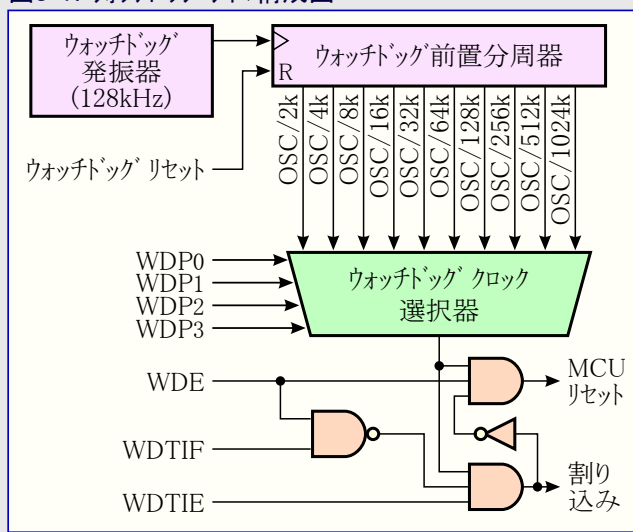 ウォッチドッグ
発振器
(128kHz)
ウォッチドッグ前置分周器
R
OSC/2k
OSC/4k
OSC/8k
OSC/16k
OSC/32k
OSC/64k
OSC/128k
OSC/256k
OSC/512k
OSC/1024k
ウォッチドッグ リセット
WDP0
WDP1
WDP2
WDP3
ウォッチドッグ クロック
選択器
WDE
MCU
リセット
WDTIF
WDTIE
割り
込み